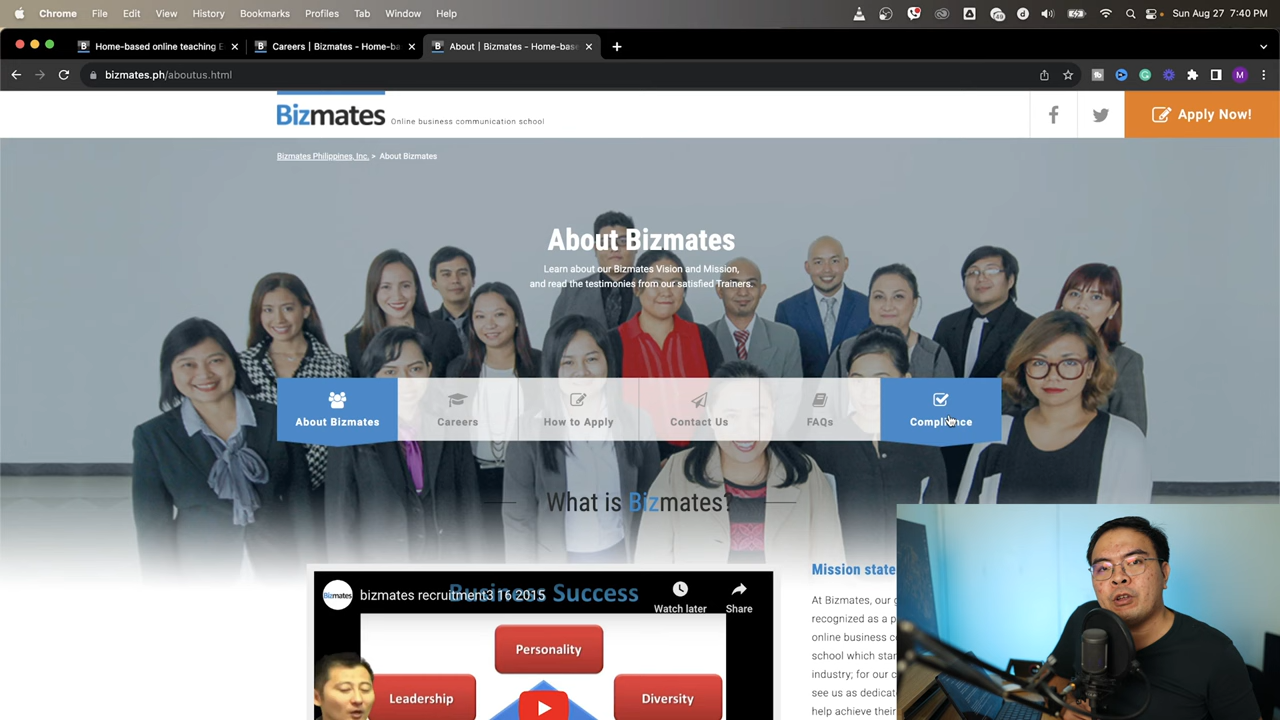 Chrome File Edit View History Bookmarks Profiles Tab Window Help
Sun Aug 27 7:40 PM
Home-based online teaching E
Careers | Bizmates - Home-ba
About | Bizmates - Home-base
bizmates.ph/aboutus.html
M
Bizmates
Online business communication school
f
Apply Now!
Bizmates Philippines, Inc. > About Bizmates
About Bizmates
Learn about our Bizmates Vision and Mission,
and read the testimonies from our satisfied Trainers.
About Bizmates
Careers
How to Apply
Contact Us
FAQs
Compliance
What is Bizmates?
Bizmates
bizmates recruitment3 16 2015
Business Success
Watch later
Share
Personality
Leadership
Diversity
Mission state
At Bizmates, our g
recognized as a p
online business c
school which star
industry; for our c
see us as dedicat
help achieve their